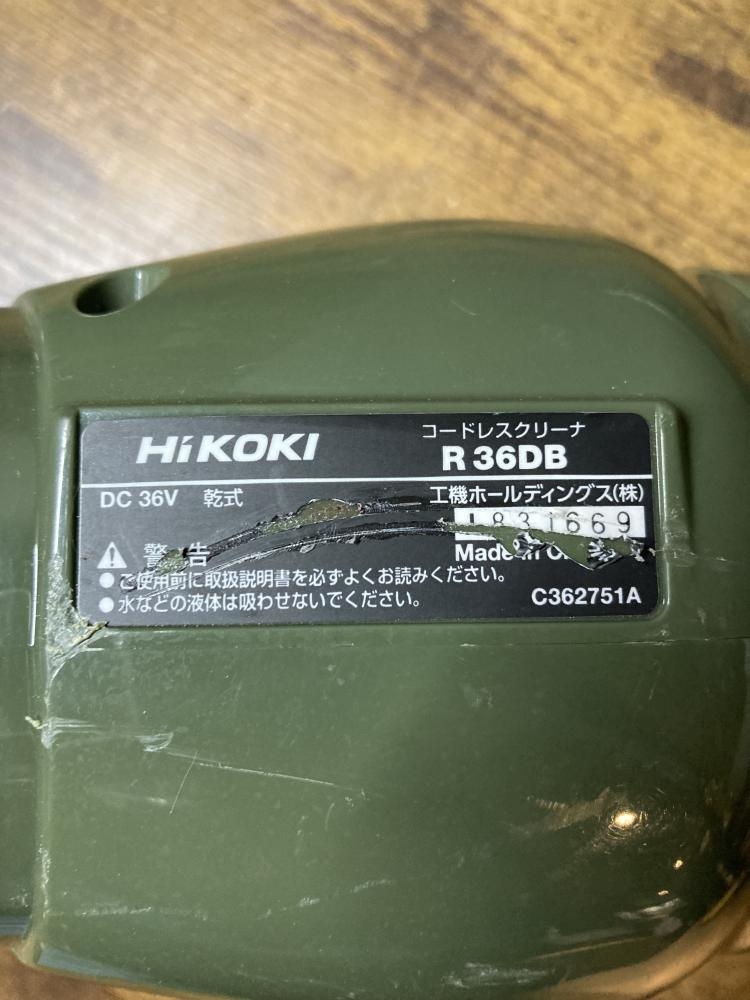 HiKOKI
コードレスクリーナ
R 36DB
DC 36V 乾式
工機ホールディングス(株)
831669
警告
Made in
●ご使用前に取扱説明書を必ずよくお読みください。
●水などの液体は吸わせないでください。
C362751A